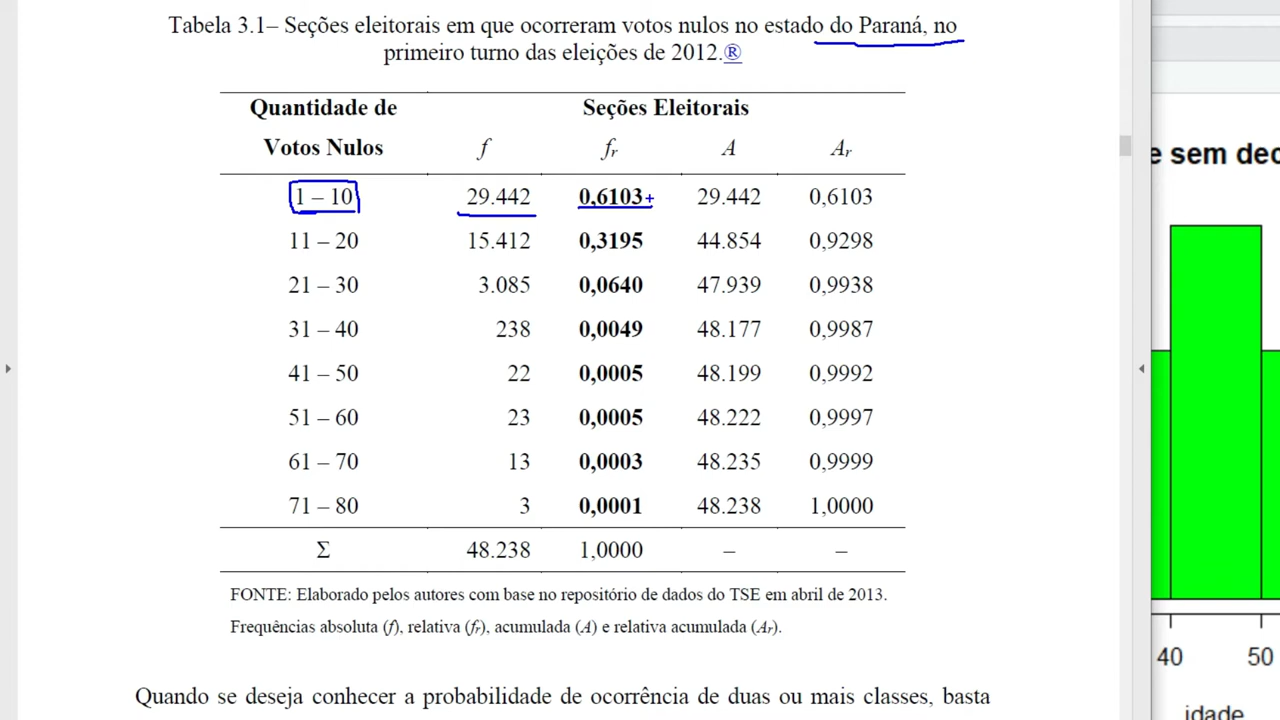 Tabela 3.1– Seções eleitorais em que ocorreram votos nulos no estado do Paraná, no
primeiro turno das eleições de 2012.®
Quantidade de Votos Nulos
Seções Eleitorais
f fr A Ar
1 – 10 29.442 0,6103 29.442 0,6103
11 – 20 15.412 0,3195 44.854 0,9298
21 – 30 3.085 0,0640 47.939 0,9938
31 – 40 238 0,0049 48.177 0,9987
41 – 50 22 0,0005 48.199 0,9992
51 – 60 23 0,0005 48.222 0,9997
61 – 70 13 0,0003 48.235 0,9999
71 – 80 3 0,0001 48.238 1,0000
Σ 48.238 1,0000 – –
FONTE: Elaborado pelos autores com base no repositório de dados do TSE em abril de 2013.
Frequências absoluta (f), relativa (fr), acumulada (A) e relativa acumulada (Ar).
Quando se deseja conhecer a probabilidade de ocorrência de duas ou mais classes, basta
e sem dec
40 50
idade